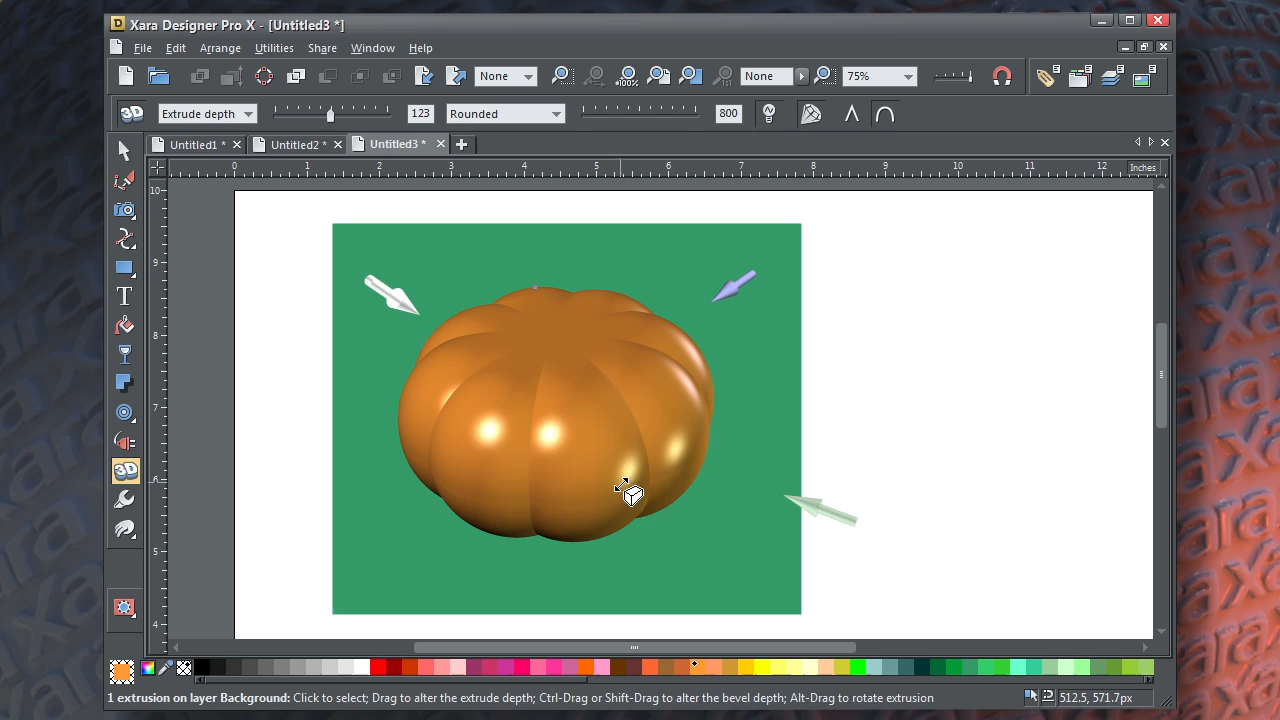 Xara Designer Pro X - [Untitled3 *]
File Edit Arrange Utilities Share Window Help
None 100% None 75%
3D Extrude depth 123 Rounded 800
Untitled1 * Untitled2 * Untitled3 *
0 1 2 3 4 5 6 7 8 9 10 11 12 Inches
10
9
8
7
6
5
4
T
3D
1 extrusion on layer Background: Click to select; Drag to alter the extrude depth; Ctrl-Drag or Shift-Drag to alter the bevel depth; Alt-Drag to rotate extrusion 512.5, 571.7px